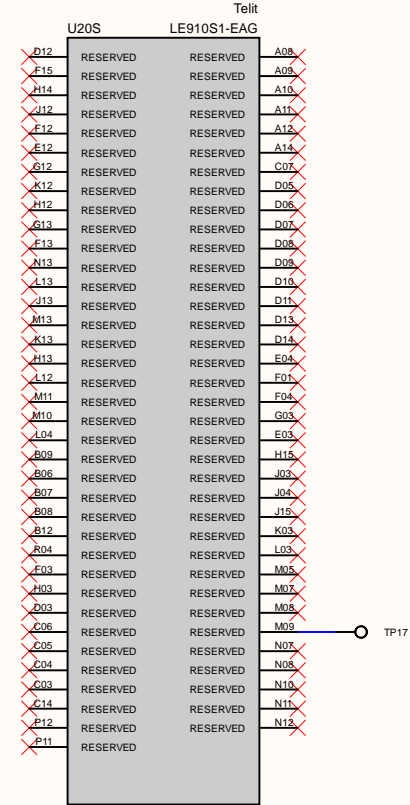 Telit
U20S LE910S1-EAG
D12 RESERVED RESERVED A08
F15 RESERVED RESERVED A09
H14 RESERVED RESERVED A10
J12 RESERVED RESERVED A11
F12 RESERVED RESERVED A12
E12 RESERVED RESERVED A14
G12 RESERVED RESERVED C07
K12 RESERVED RESERVED D05
H12 RESERVED RESERVED D06
G13 RESERVED RESERVED D07
F13 RESERVED RESERVED D08
N13 RESERVED RESERVED D09
L13 RESERVED RESERVED D10
J13 RESERVED RESERVED D11
M13 RESERVED RESERVED D13
K13 RESERVED RESERVED D14
H13 RESERVED RESERVED E04
L12 RESERVED RESERVED F01
M11 RESERVED RESERVED F04
M10 RESERVED RESERVED G03
L04 RESERVED RESERVED E03
B09 RESERVED RESERVED H15
B06 RESERVED RESERVED J03
B07 RESERVED RESERVED J04
B08 RESERVED RESERVED J15
B12 RESERVED RESERVED K03
R04 RESERVED RESERVED L03
F03 RESERVED RESERVED M05
H03 RESERVED RESERVED M07
D03 RESERVED RESERVED M08
C06 RESERVED RESERVED M09 TP17
C05 RESERVED RESERVED N07
C04 RESERVED RESERVED N08
C03 RESERVED RESERVED N10
C14 RESERVED RESERVED N11
P12 RESERVED RESERVED N12
P11 RESERVED